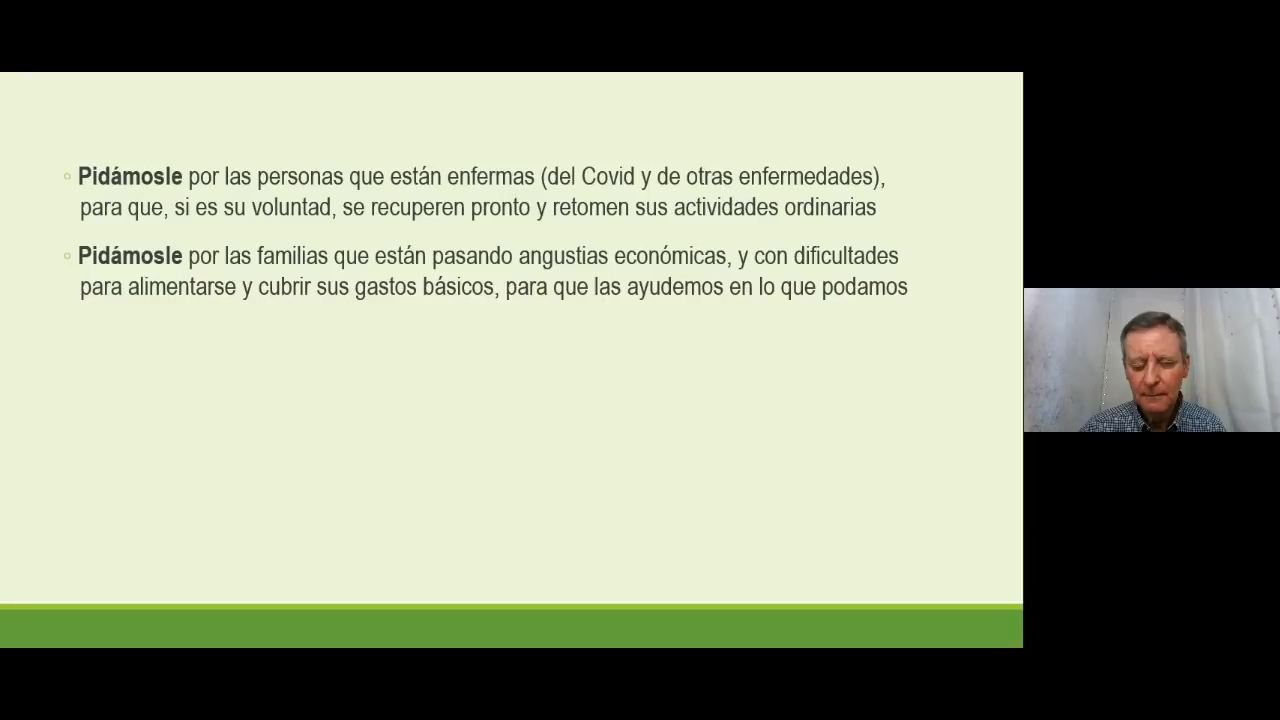 ◦ Pidámosle por las personas que están enfermas (del Covid y de otras enfermedades),
para que, si es su voluntad, se recuperen pronto y retomen sus actividades ordinarias
◦ Pidámosle por las familias que están pasando angustias económicas, y con dificultades
para alimentarse y cubrir sus gastos básicos, para que las ayudemos en lo que podamos